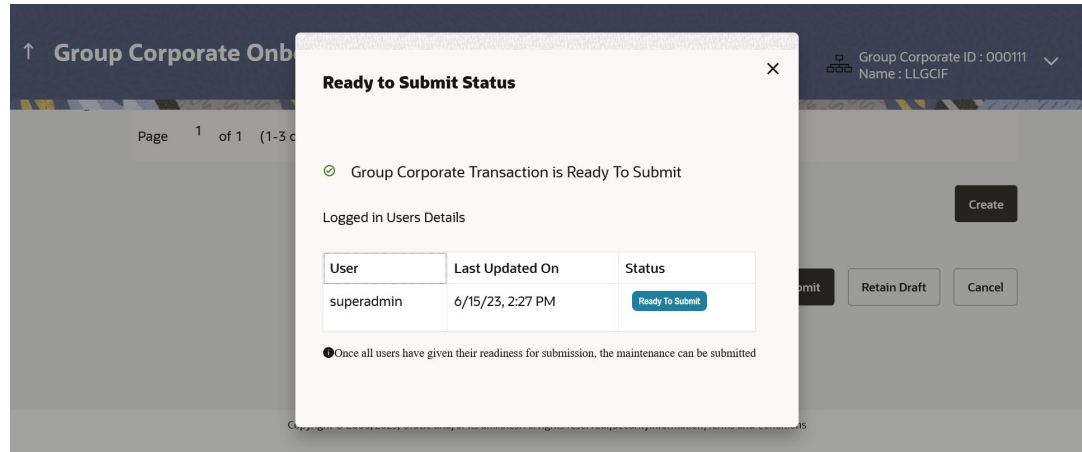 Group Corporate Onb
Group Corporate ID : 000111
Name : LLGCIF
Ready to Submit Status
Page 1 of 1 (1-3
Group Corporate Transaction is Ready To Submit
Logged in Users Details
Create
User Last Updated On Status
superadmin 6/15/23, 2:27 PM Ready To Submit
Retain Draft Cancel
Once all users have given their readiness for submission, the maintenance can be submitted